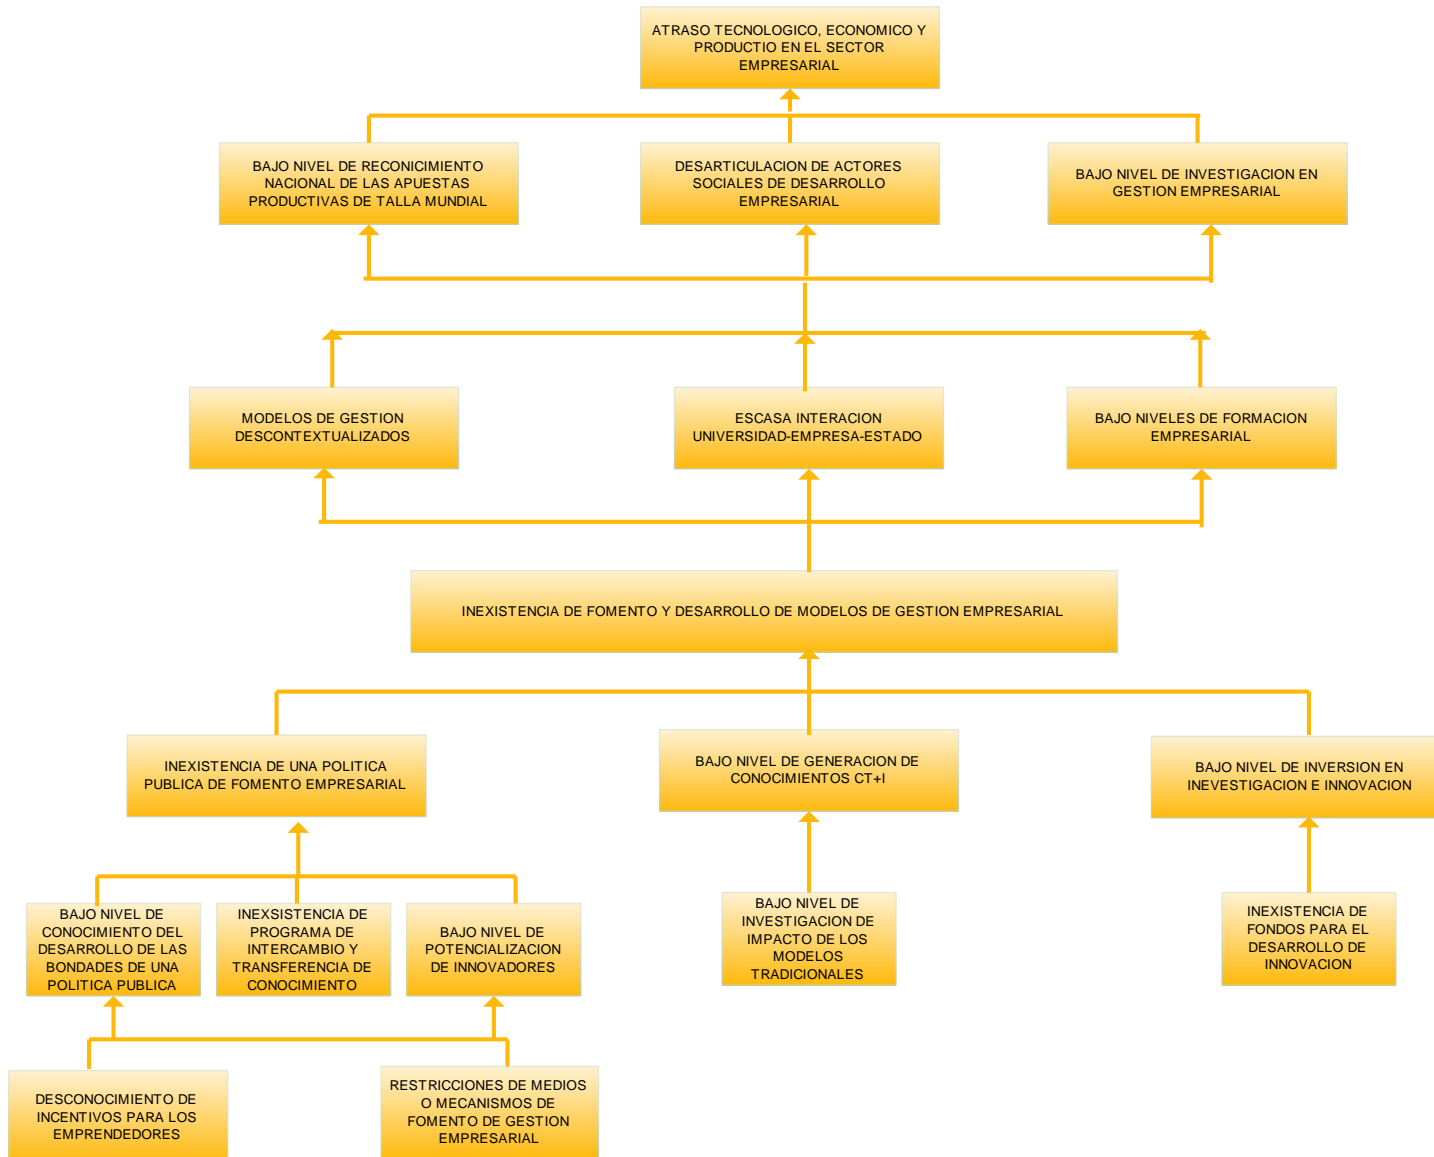 ATRASO TECNOLOGICO, ECONOMICO Y
PRODUCTIO EN EL SECTOR
EMPRESARIAL
BAJO NIVEL DE RECONICIMIENTO
NACIONAL DE LAS APUESTAS
PRODUCTIVAS DE TALLA MUNDIAL
DESARTICULACION DE ACTORES
SOCIALES DE DESARROLLO
EMPRESARIAL
BAJO NIVEL DE INVESTIGACION EN
GESTION EMPRESARIAL
MODELOS DE GESTION
DESCONTEXTUALIZADOS
ESCASA INTERACION
UNIVERSIDAD-EMPRESA-ESTADO
BAJO NIVELES DE FORMACION
EMPRESARIAL
INEXISTENCIA DE FOMENTO Y DESARROLLO DE MODELOS DE GESTION EMPRESARIAL
INEXISTENCIA DE UNA POLITICA
PUBLICA DE FOMENTO EMPRESARIAL
BAJO NIVEL DE GENERACION DE
CONOCIMIENTOS CT+I
BAJO NIVEL DE INVERSION EN
INEVESTIGACION E INNOVACION
BAJO NIVEL DE
CONOCIMIENTO DEL
DESARROLLO DE LAS
BONDADES DE UNA
POLITICA PUBLICA
INEXSISTENCIA DE
PROGRAMA DE
INTERCAMBIO Y
TRANSFERENCIA DE
CONOCIMIENTO
BAJO NIVEL DE
POTENCIALIZACION
DE INNOVADORES
BAJO NIVEL DE
INVESTIGACION DE
IMPACTO DE LOS
MODELOS
TRADICIONALES
INEXISTENCIA DE
FONDOS PARA EL
DESARROLLO DE
INNOVACION
DESCONOCIMIENTO DE
INCENTIVOS PARA LOS
EMPRENDEDORES
RESTRICCIONES DE MEDIOS
O MECANISMOS DE
FOMENTO DE GESTION
EMPRESARIAL